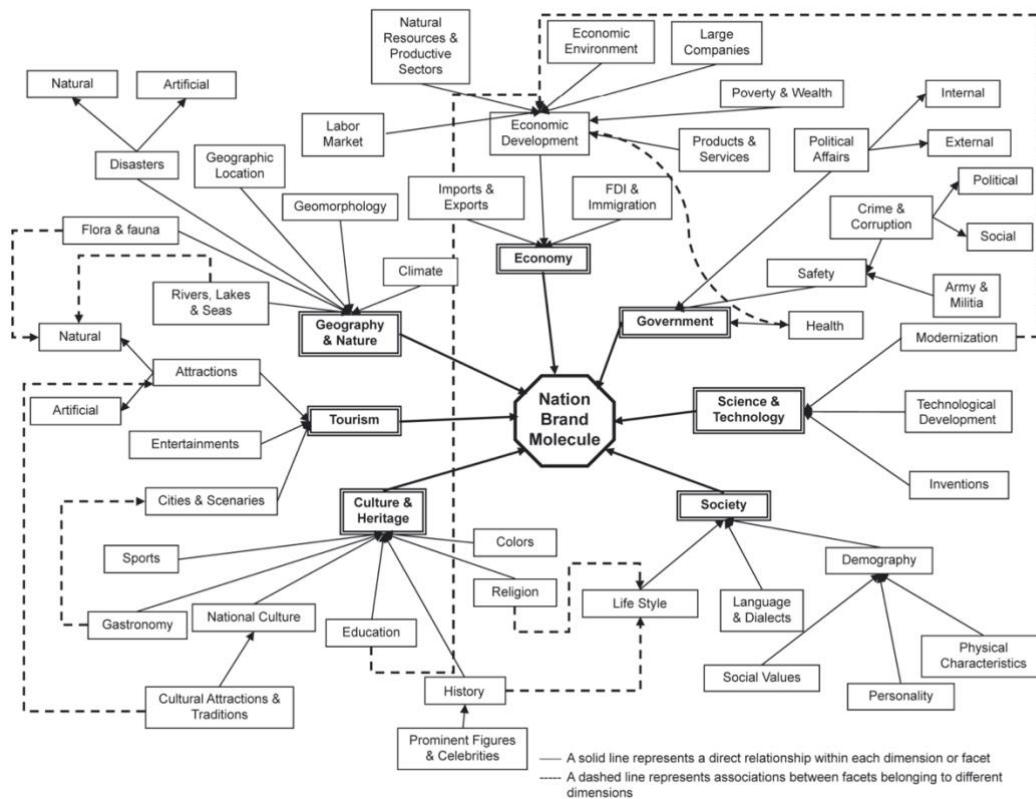 Natural
Resources &
Productive
Sectors
Economic
Environment
Large
Companies
Natural
Artificial
Poverty & Wealth
Internal
Labor
Market
Economic
Development
Products &
Services
Political
Affairs
External
Disasters
Geographic
Location
Political
Imports &
Exports
FDI &
Immigration
Geomorphology
Crime &
Corruption
Flora & fauna
Social
Economy
Climate
Safety
Rivers, Lakes
& Seas
Army &
Militia
Geography
& Nature
Government
Health
Natural
Modernization
Attractions
Nation
Brand
Molecule
Science &
Technology
Technological
Development
Artificial
Tourism
Entertainments
Inventions
Cities & Scenaries
Culture &
Heritage
Society
Sports
Colors
Demography
Religion
Gastronomy
National Culture
Life Style
Language
& Dialects
Education
Physical
Characteristics
Social Values
History
Personality
Cultural Attractions &
Traditions
Prominent Figures
& Celebrities
A solid line represents a direct relationship within each dimension or facet
A dashed line represents associations between facets belonging to different
dimensions